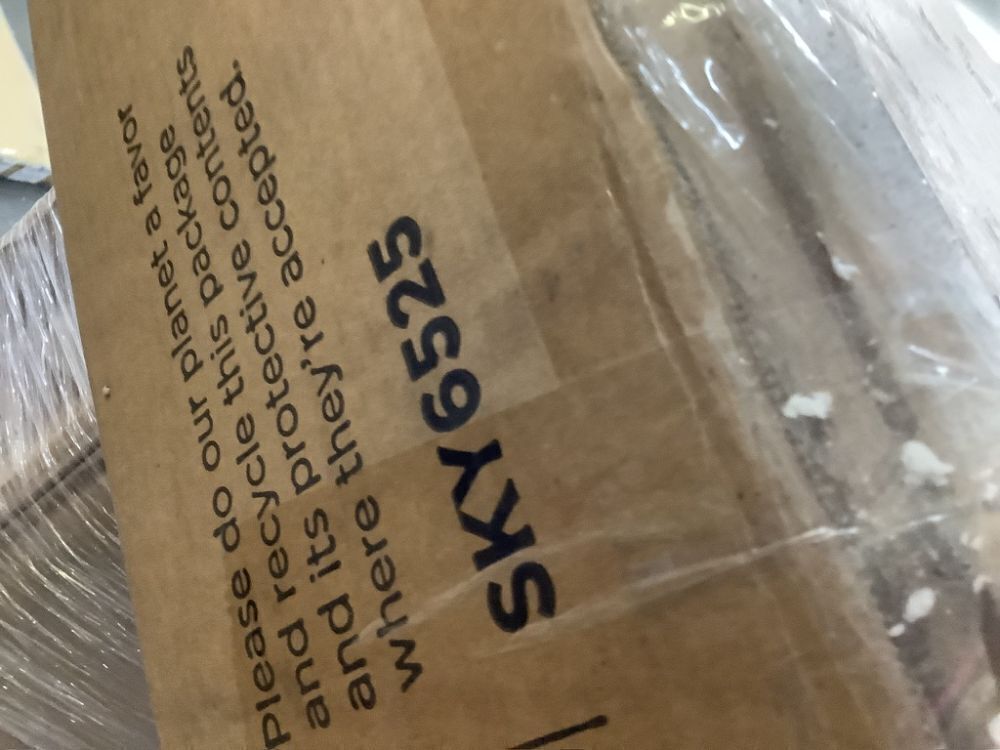 Please do our planet a favor
and recycle this package
and its protective contents
where they're accepted.
SKY6525